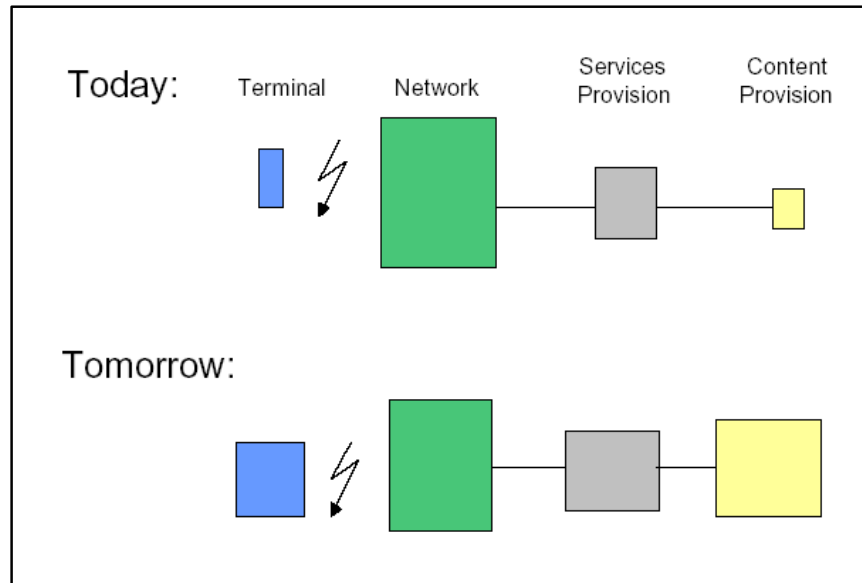 Today:
Terminal
Network
Services
Provision
Content
Provision
Tomorrow: